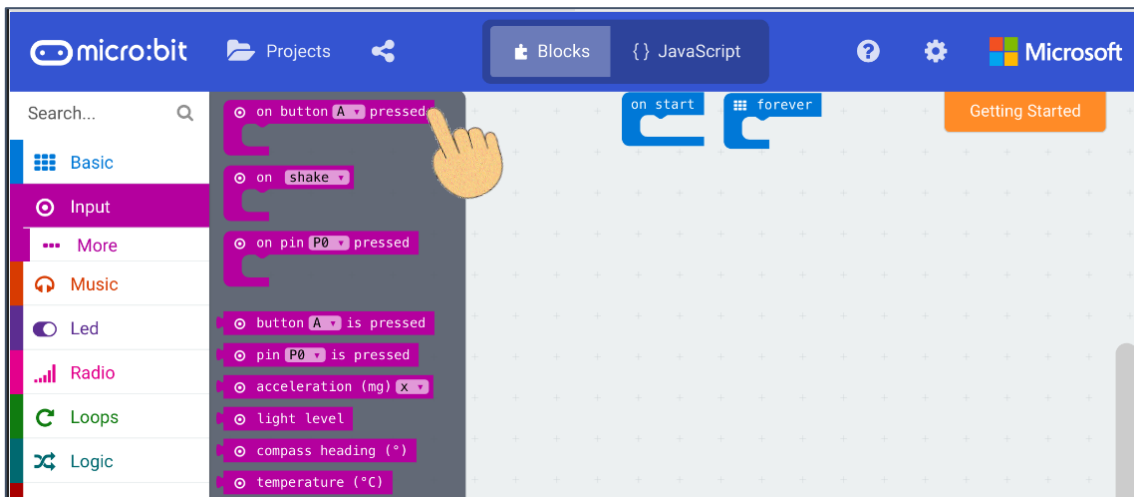 micro:bit Projects Blocks {} JavaScript ? Microsoft
Search...
Basic
Input
More
Music
Led
Radio
Loops
Logic
on button A pressed
on shake
on pin P0 pressed
button A is pressed
pin P0 is pressed
acceleration (mg) x
light level
compass heading (°)
temperature (°C)
on start
forever
Getting Started